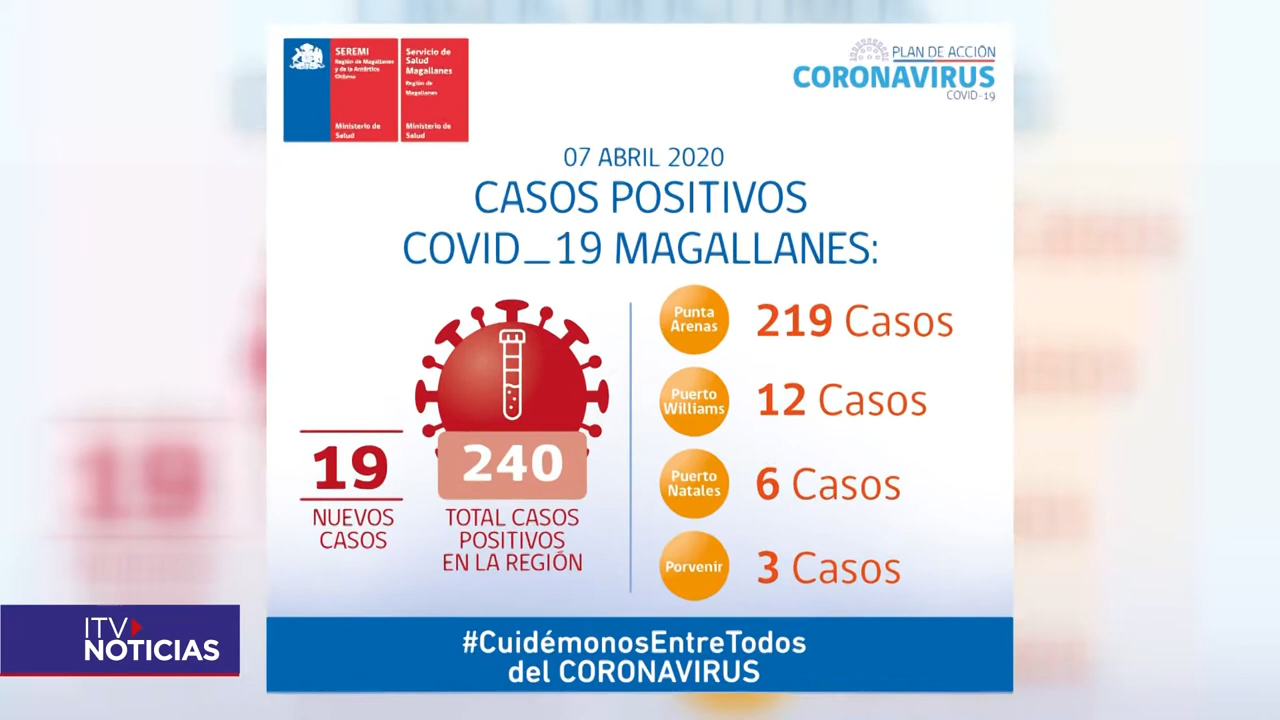 SEREMI
Región de Magallanes
y de la Antártica
Chilena
Ministerio de
Salud
Servicio de
Salud
Magallanes
Región de
Magallanes
Ministerio de
Salud
PLAN DE ACCIÓN
CORONAVIRUS
COVID-19
07 ABRIL 2020
CASOS POSITIVOS
COVID_19 MAGALLANES:
19
NUEVOS
CASOS
240
TOTAL CASOS
POSITIVOS
EN LA REGIÓN
Punta
Arenas
219 Casos
Puerto
Williams
12 Casos
Puerto
Natales
6 Casos
Porvenir
3 Casos
ITV
NOTICIAS
#CuidémonosEntreTodos
del CORONAVIRUS